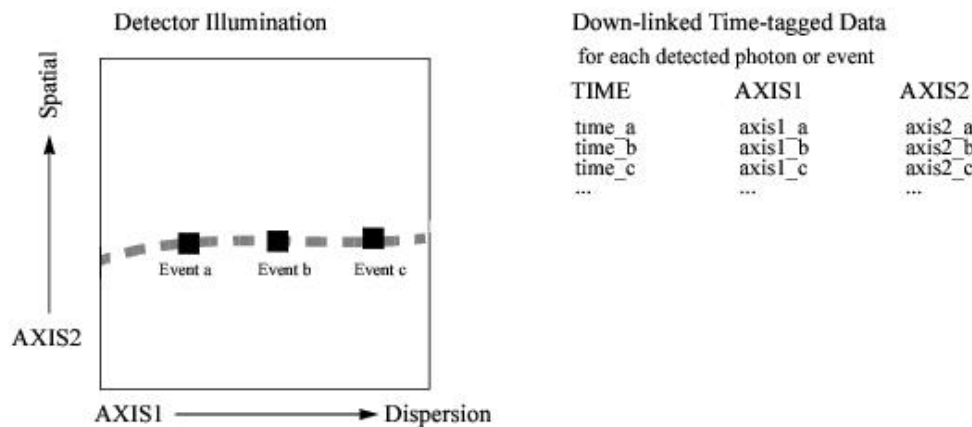 Detector Illumination
Spatial
AXIS2
Event a Event b Event c
AXIS1 Dispersion
Down-linked Time-tagged Data
for each detected photon or event
TIME AXIS1 AXIS2
time_a axis1_a axis2_a
time_b axis1_b axis2_b
time_c axis1_c axis2_c
... ... ...